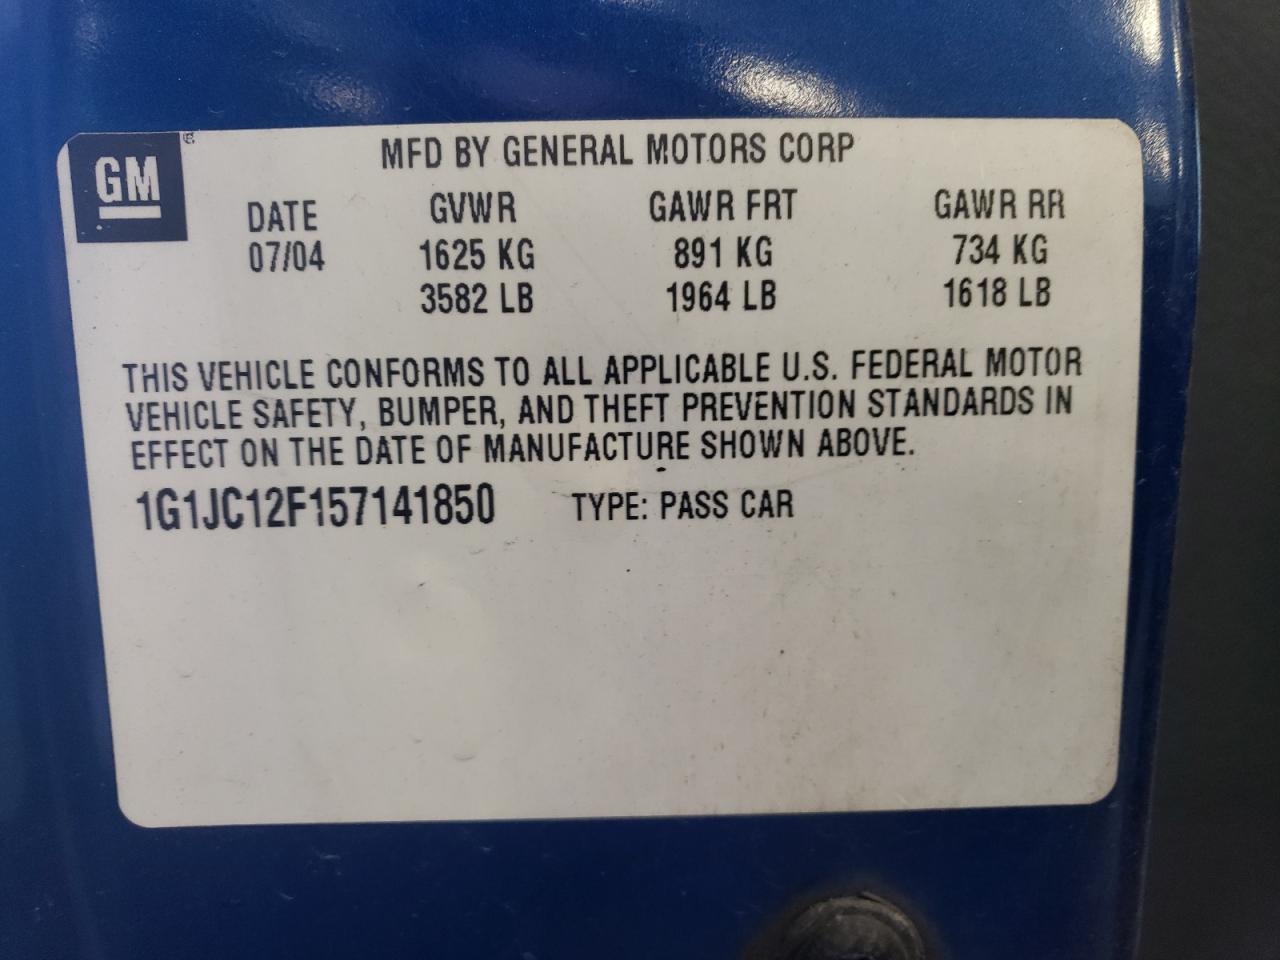 GM
MFD BY GENERAL MOTORS CORP
DATE GVWR GAWR FRT GAWR RR
07/04 1625 KG 891 KG 734 KG
3582 LB 1964 LB 1618 LB
THIS VEHICLE CONFORMS TO ALL APPLICABLE U.S. FEDERAL MOTOR
VEHICLE SAFETY, BUMPER, AND THEFT PREVENTION STANDARDS IN
EFFECT ON THE DATE OF MANUFACTURE SHOWN ABOVE.
1G1JC12F157141850 TYPE: PASS CAR